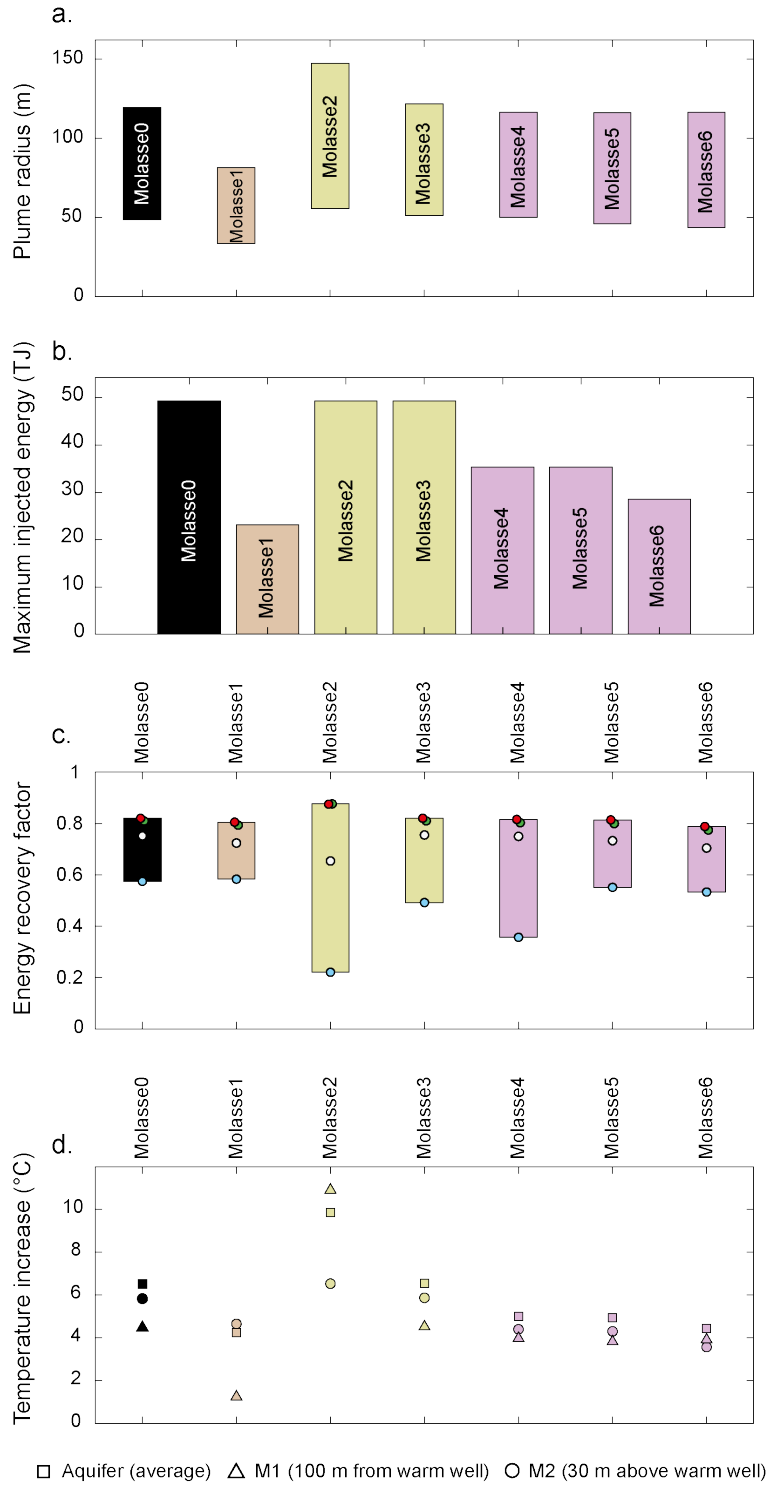 a.
Plume radius (m)
150
100
50
0
Molasse0
Molasse1
Molasse2
Molasse3
Molasse4
Molasse5
Molasse6
b.
Maximum injected energy (TJ)
50
40
30
20
10
0
Molasse0
Molasse1
Molasse2
Molasse3
Molasse4
Molasse5
Molasse6
c.
Molasse0
Molasse1
Molasse2
Molasse3
Molasse4
Molasse5
Molasse6
Energy recovery factor
1
0.8
0.6
0.4
0.2
0
d.
Molasse0
Molasse1
Molasse2
Molasse3
Molasse4
Molasse5
Molasse6
Temperature increase (°C)
10
8
6
4
2
0
Aquifer (average) M1 (100 m from warm well) M2 (30 m above warm well)